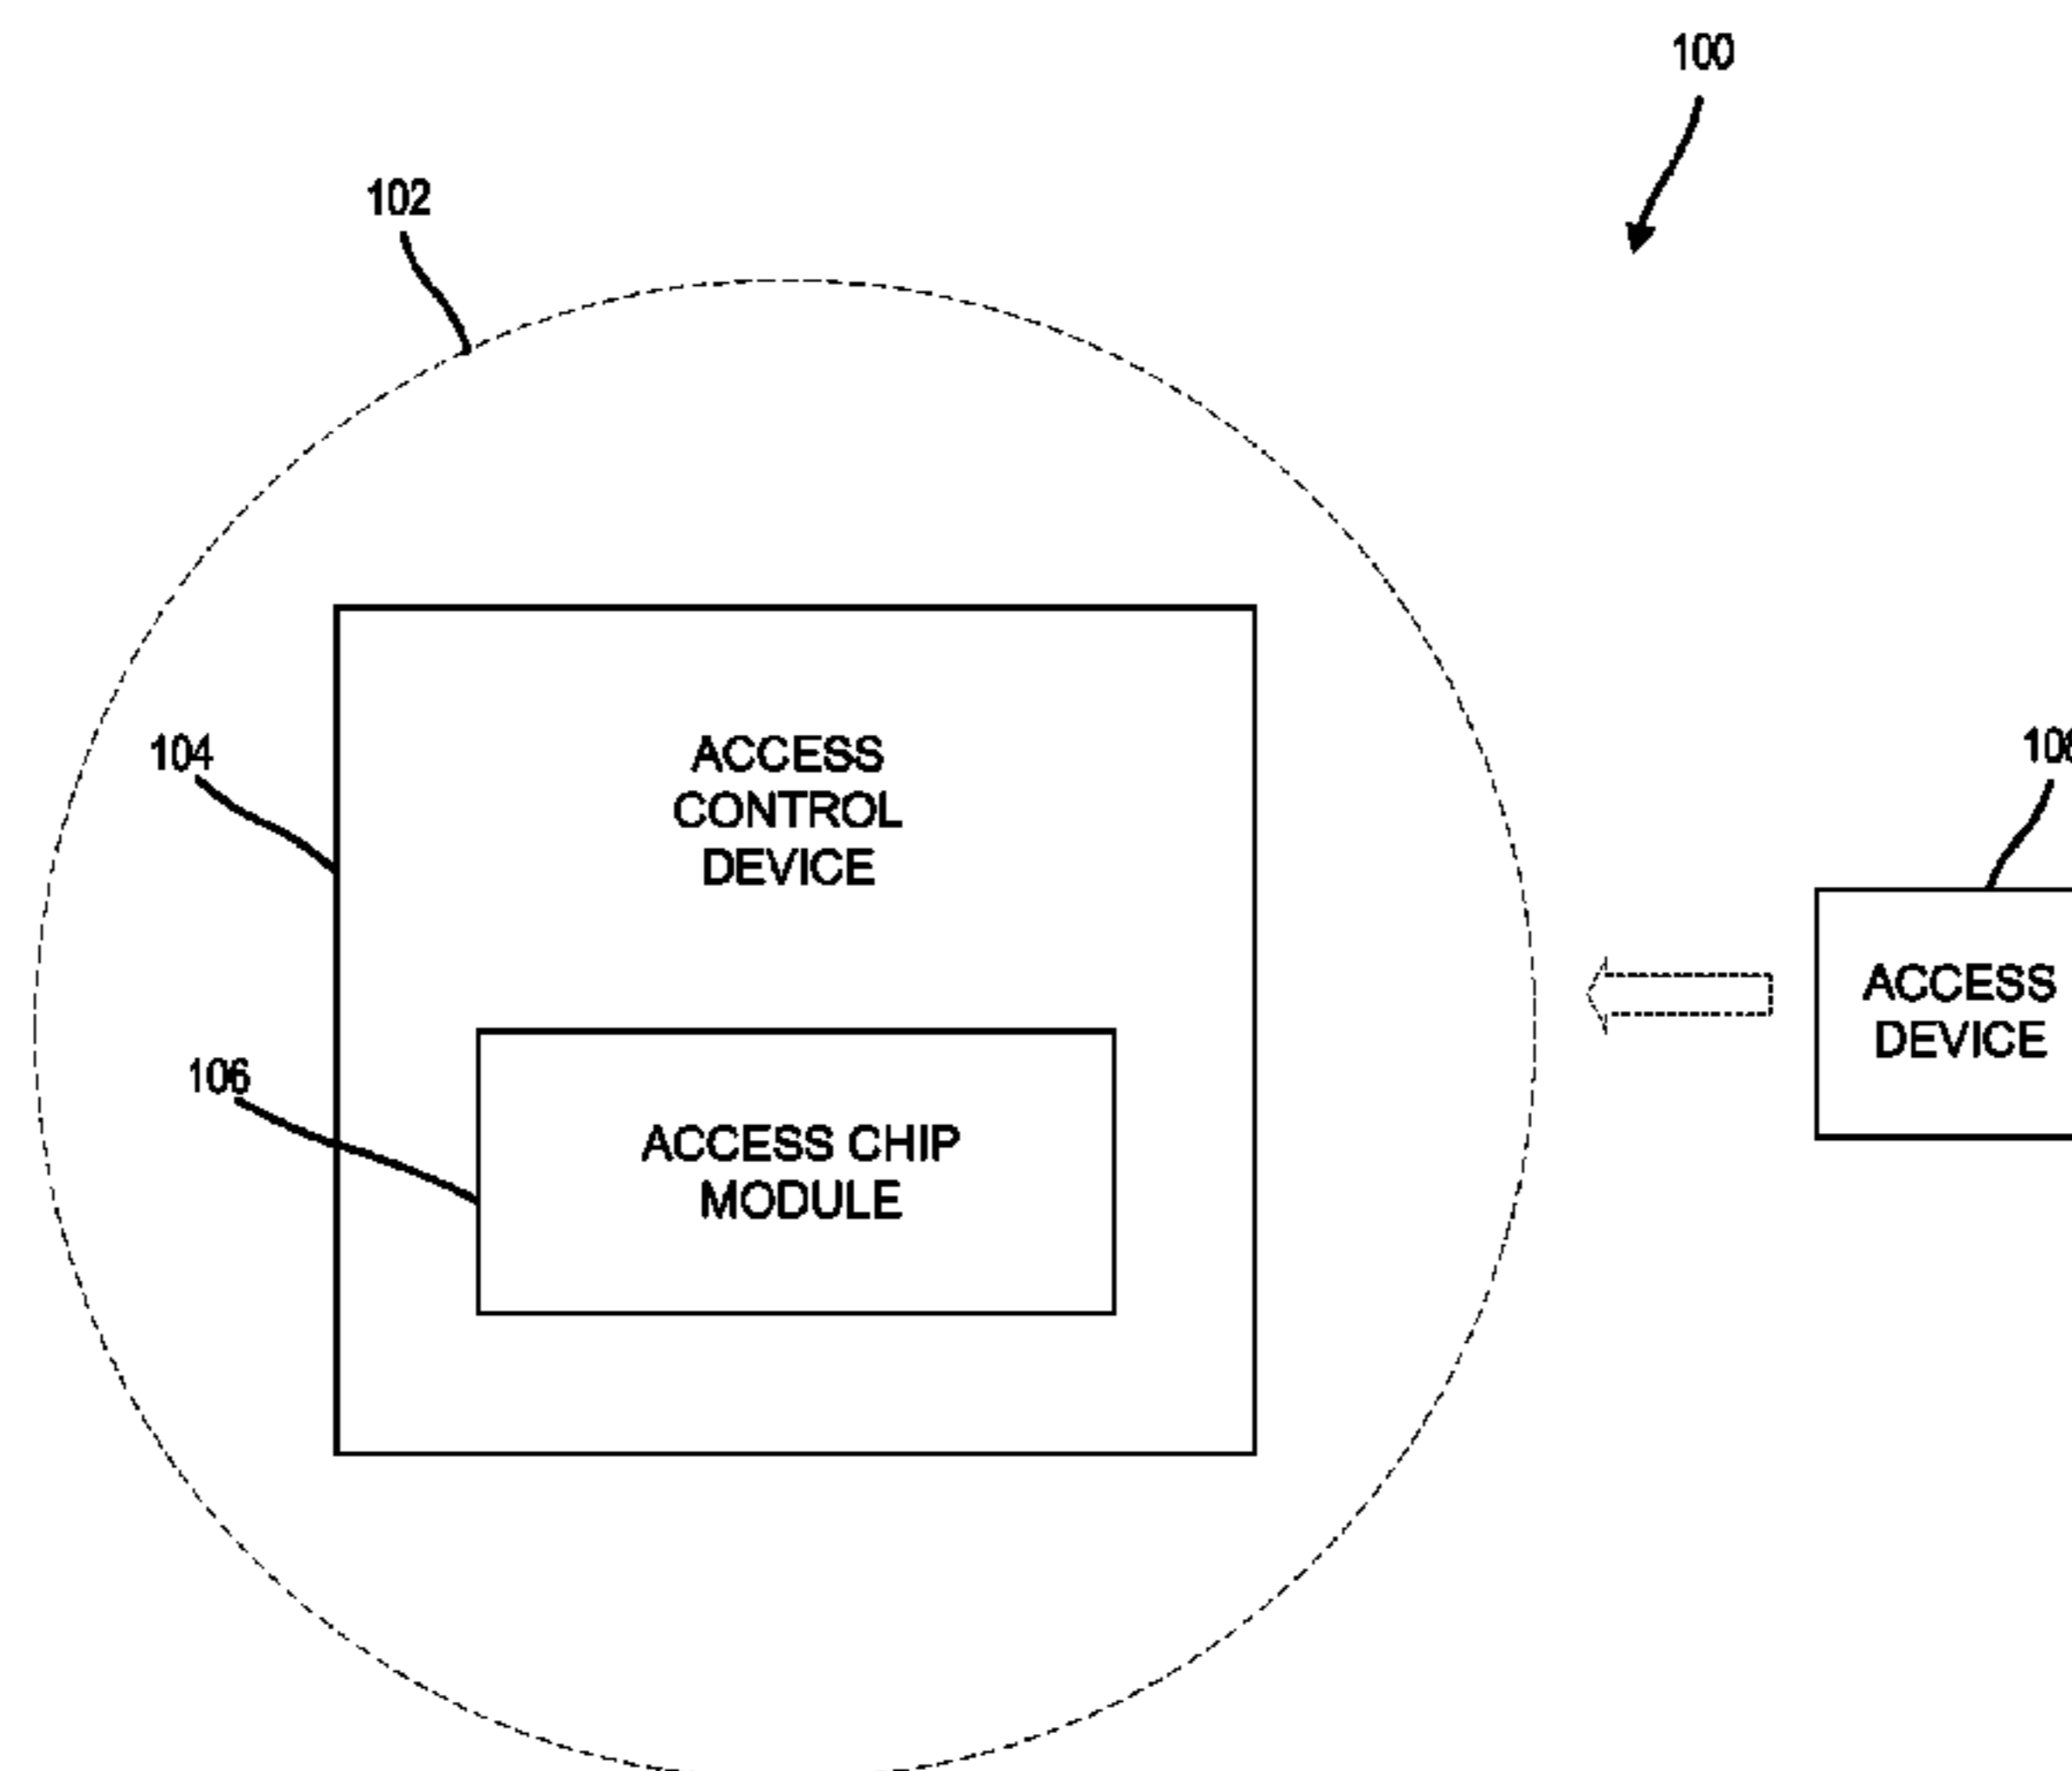 100
102
104
ACCESS
CONTROL
DEVICE
ACCESS
DEVICE
106
ACCESS CHIP
MODULE